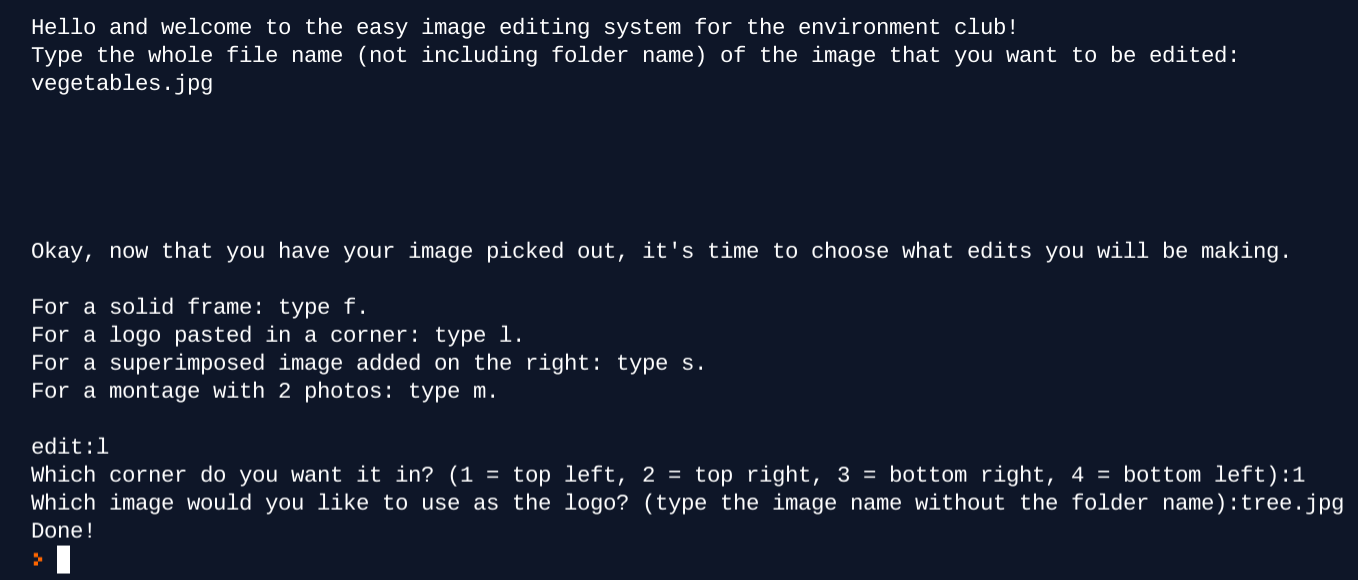 Hello and welcome to the easy image editing system for the environment club!
Type the whole file name (not including folder name) of the image that you want to be edited:
vegetables.jpg
Okay, now that you have your image picked out, it's time to choose what edits you will be making.
For a solid frame: type f.
For a logo pasted in a corner: type l.
For a superimposed image added on the right: type s.
For a montage with 2 photos: type m.
edit:l
Which corner do you want it in? (1 = top left, 2 = top right, 3 = bottom right, 4 = bottom left):1
Which image would you like to use as the logo? (type the image name without the folder name):tree.jpg
Done!
>